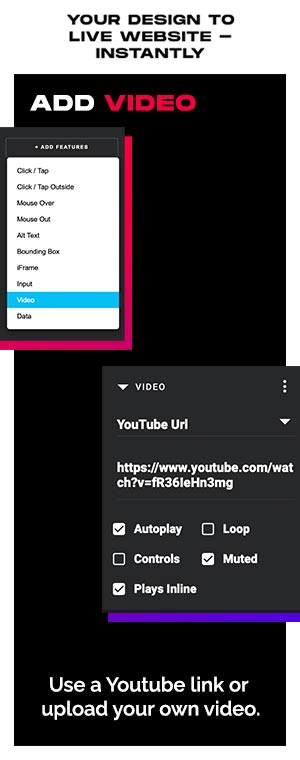 YOUR DESIGN TO
LIVE WEBSITE –
INSTANTLY
ADD VIDEO
+ ADD FEATURES
Click / Tap
Click / Tap Outside
Mouse Over
Mouse Out
Alt Text
Bounding Box
iFrame
Input
Video
Data
VIDEO
YouTube Url
https://www.youtube.com/wat
ch?v=fR36IeHn3mg
Autoplay Loop
Controls Muted
Plays Inline
Use a Youtube link or
upload your own video.